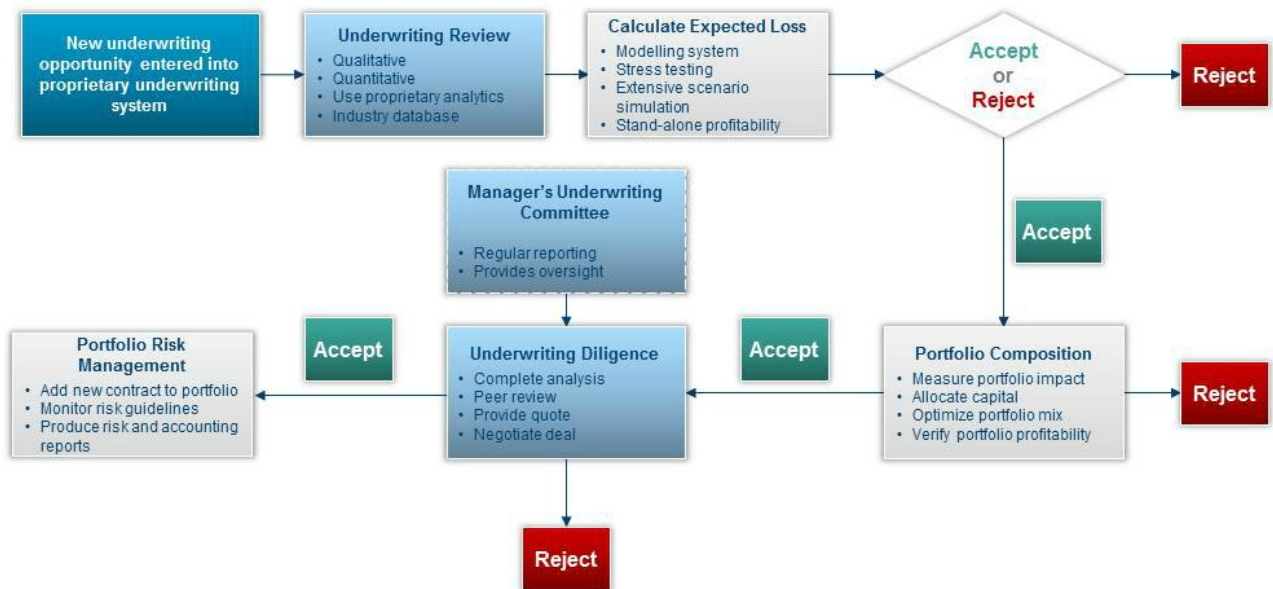 New underwriting
opportunity entered into
proprietary underwriting
system
Underwriting Review
• Qualitative
• Quantitative
• Use proprietary analytics
• Industry database
Calculate Expected Loss
• Modelling system
• Stress testing
• Extensive scenario
simulation
• Stand-alone profitability
Accept
or
Reject
Reject
Manager's Underwriting
Committee
• Regular reporting
• Provides oversight
Accept
Portfolio Risk
Management
• Add new contract to portfolio
• Monitor risk guidelines
• Produce risk and accounting
reports
Accept
Underwriting Diligence
• Complete analysis
• Peer review
• Provide quote
• Negotiate deal
Accept
Portfolio Composition
• Measure portfolio impact
• Allocate capital
• Optimize portfolio mix
• Verify portfolio profitability
Reject
Reject